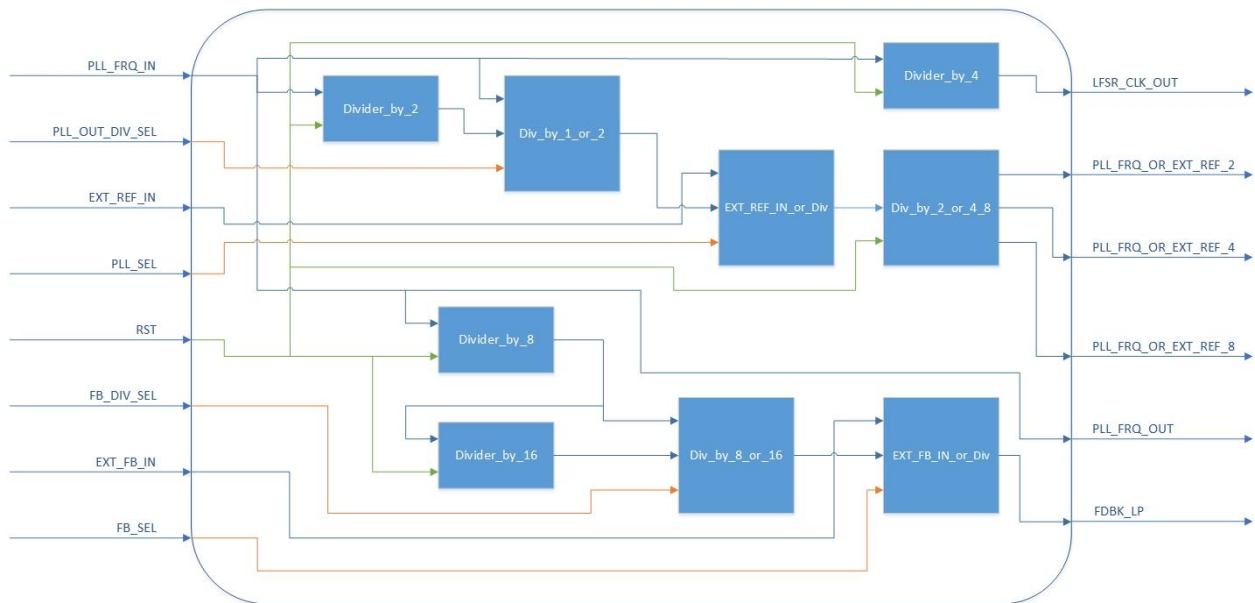 PLL_FRQ_IN
PLL_OUT_DIV_SEL
EXT_REF_IN
PLL_SEL
RST
FB_DIV_SEL
EXT_FB_IN
FB_SEL
Divider_by_2
Div_by_1_or_2
Divider_by_4
EXT_REF_IN_or_Div
Div_by_2_or_4_8
Divider_by_8
Divider_by_16
Div_by_8_or_16
EXT_FB_IN_or_Div
LFSR_CLK_OUT
PLL_FRQ_OR_EXT_REF_2
PLL_FRQ_OR_EXT_REF_4
PLL_FRQ_OR_EXT_REF_8
PLL_FRQ_OUT
FDBK_LP